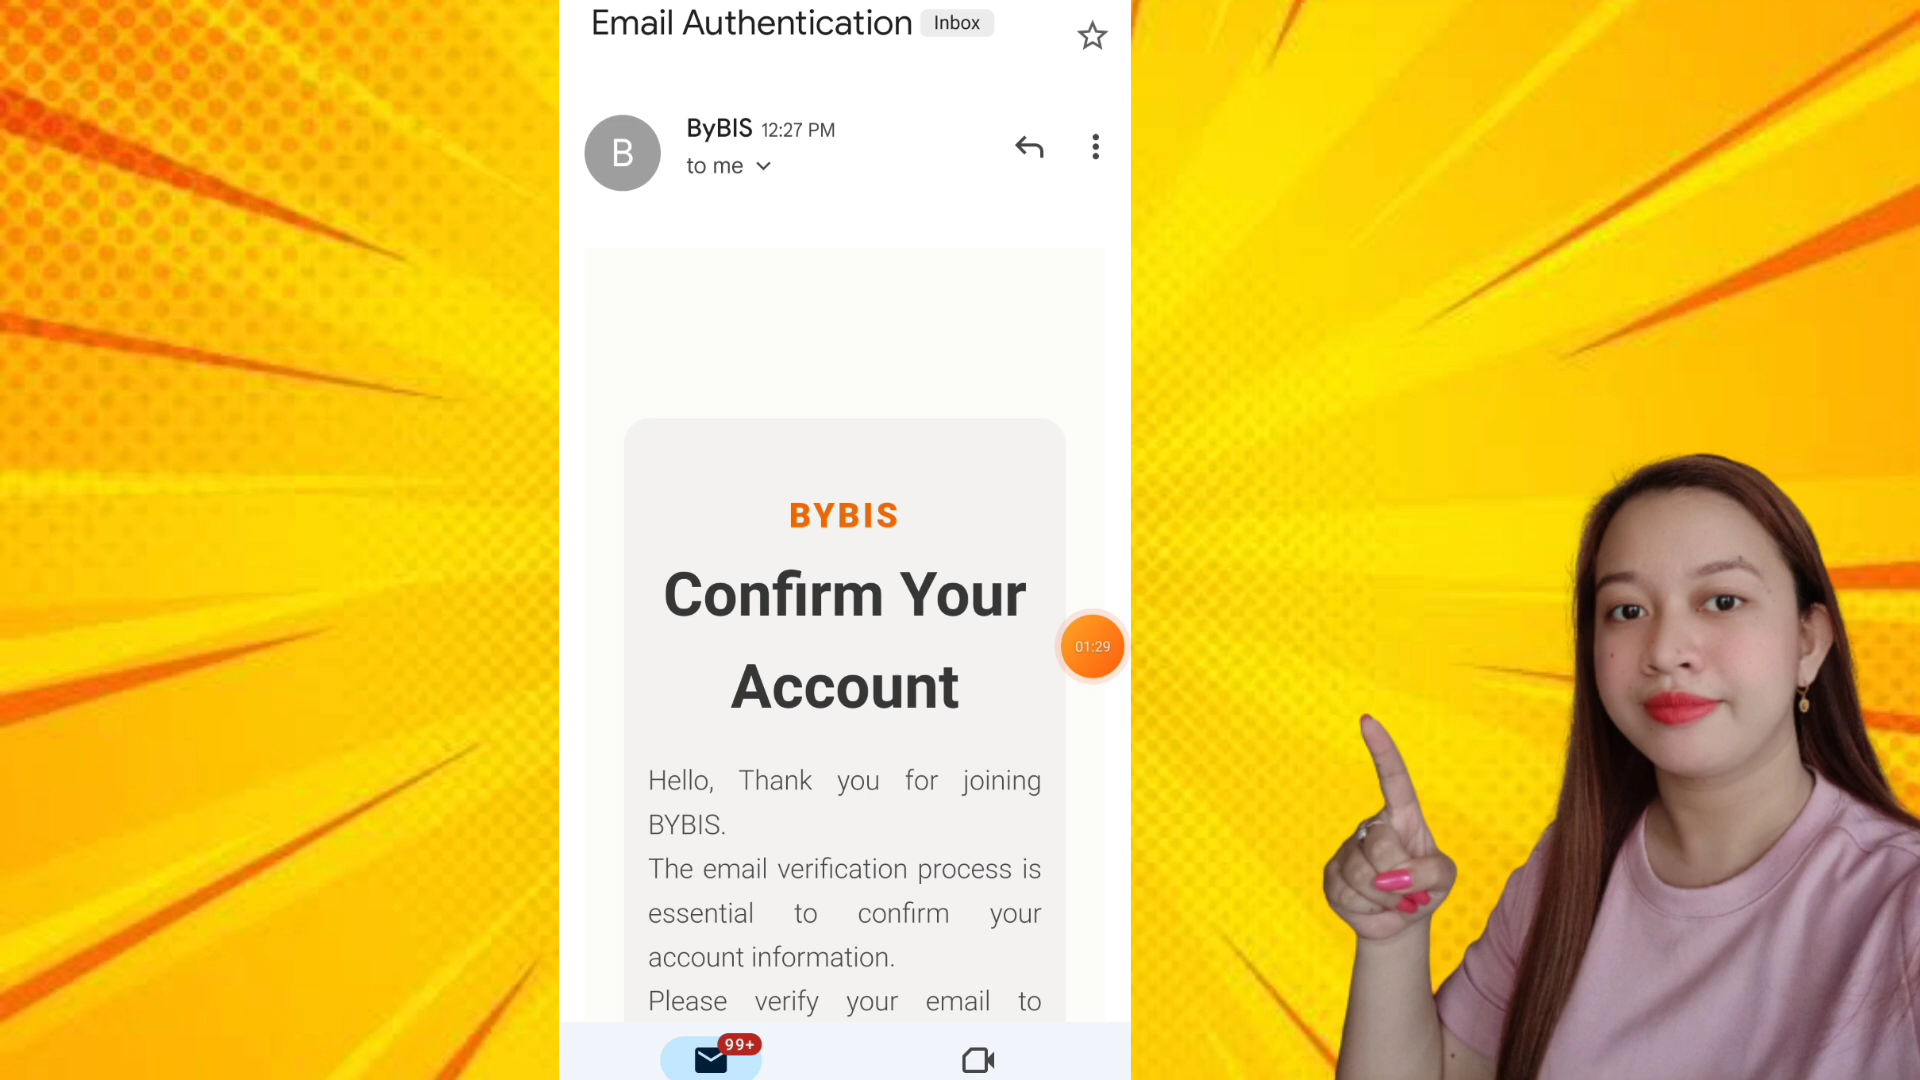 Email Authentication Inbox
B
ByBIS 12:27 PM
to me
BYBIS
Confirm Your
Account
01:29
Hello, Thank you for joining
BYBIS.
The email verification process is
essential to confirm your
account information.
Please verify your email to
99+